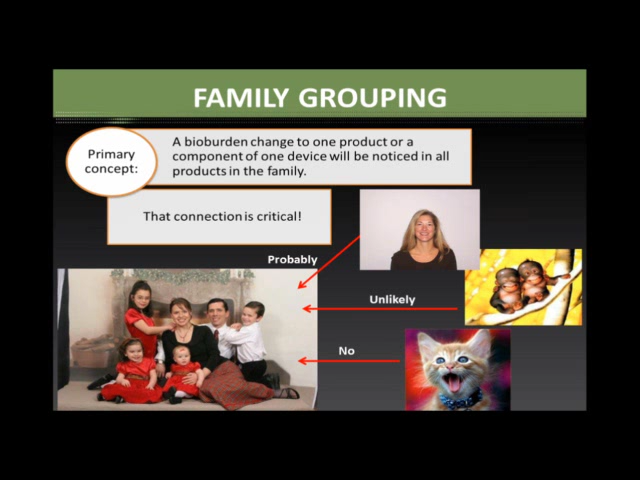 FAMILY GROUPING
Primary
concept:
A bioburden change to one product or a
component of one device will be noticed in all
products in the family.
That connection is critical!
Probably
Unlikely
No